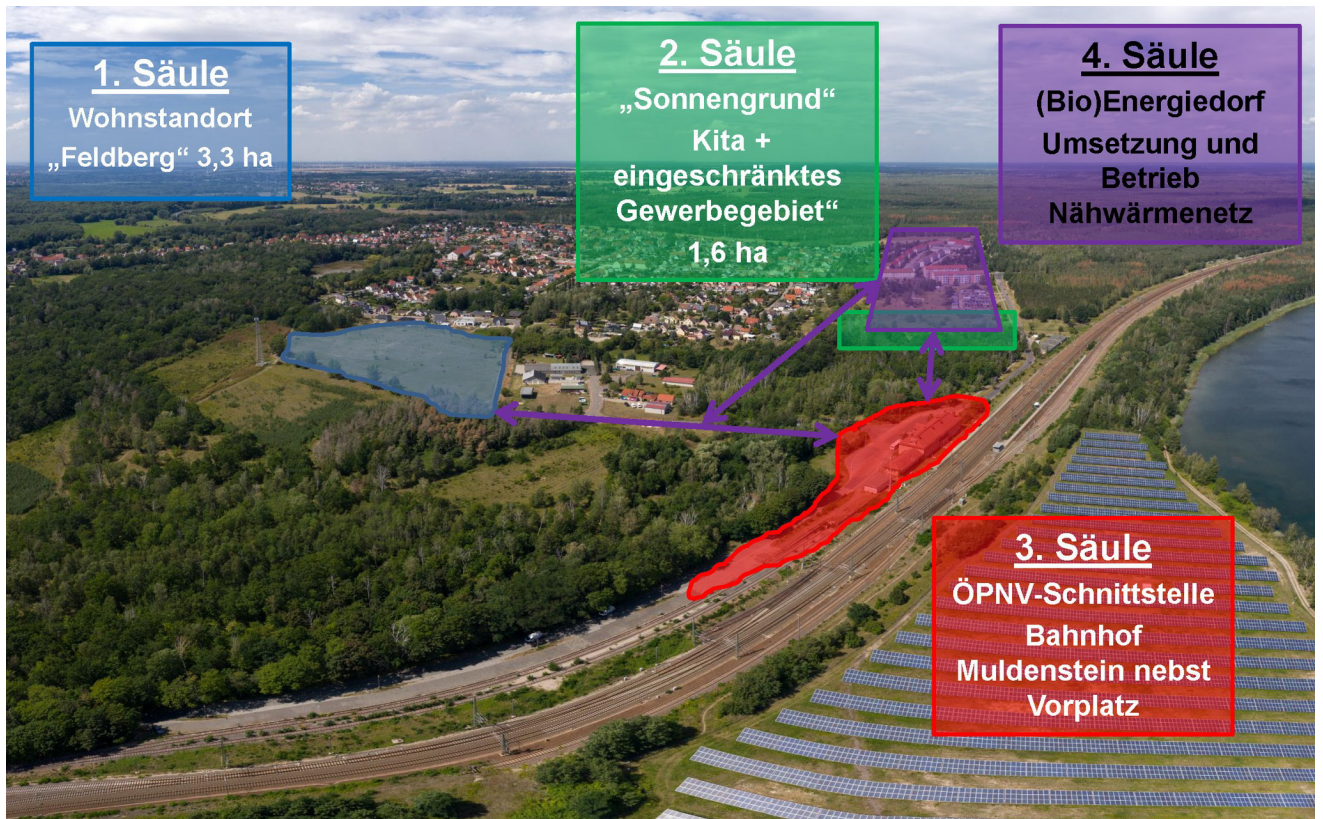 1. Säule
Wohnstandort
„Feldberg“ 3,3 ha
2. Säule
„Sonnengrund“
Kita +
eingeschränktes
Gewerbegebiet“
1,6 ha
4. Säule
(Bio)Energiedorf
Umsetzung und
Betrieb
Nähwärmenetz
3. Säule
ÖPNV-Schnittstelle
Bahnhof
Muldenstein nebst
Vorplatz